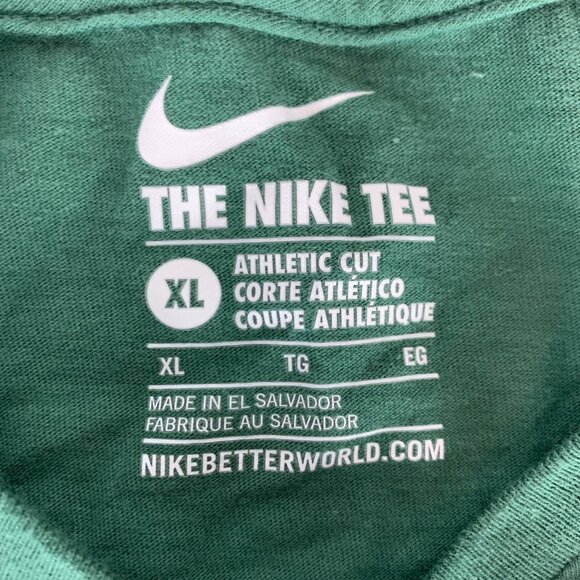 THE NIKE TEE
XL
ATHLETIC CUT
CORTE ATLÉTICO
COUPE ATHLÉTIQUE
XL TG EG
MADE IN EL SALVADOR
FABRIQUE AU SALVADOR
NIKEBETTERWORLD.COM